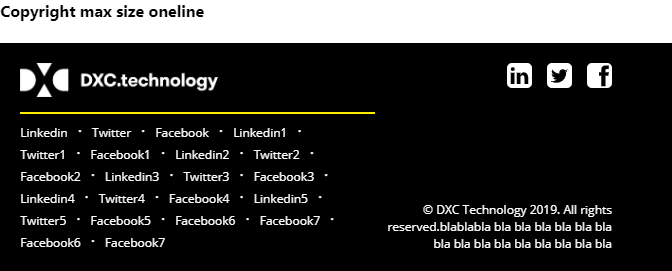 Copyright max size oneline
DXC.technology
Linkedin · Twitter · Facebook · Linkedin1 ·
Twitter1 · Facebook1 · Linkedin2 · Twitter2 ·
Facebook2 · Linkedin3 · Twitter3 · Facebook3 ·
Linkedin4 · Twitter4 · Facebook4 · Linkedin5 ·
Twitter5 · Facebook5 · Facebook6 · Facebook7 ·
Facebook6 · Facebook7
© DXC Technology 2019. All rights
reserved.blablabla bla bla bla bla bla bla
bla bla bla bla bla bla bla bla bla